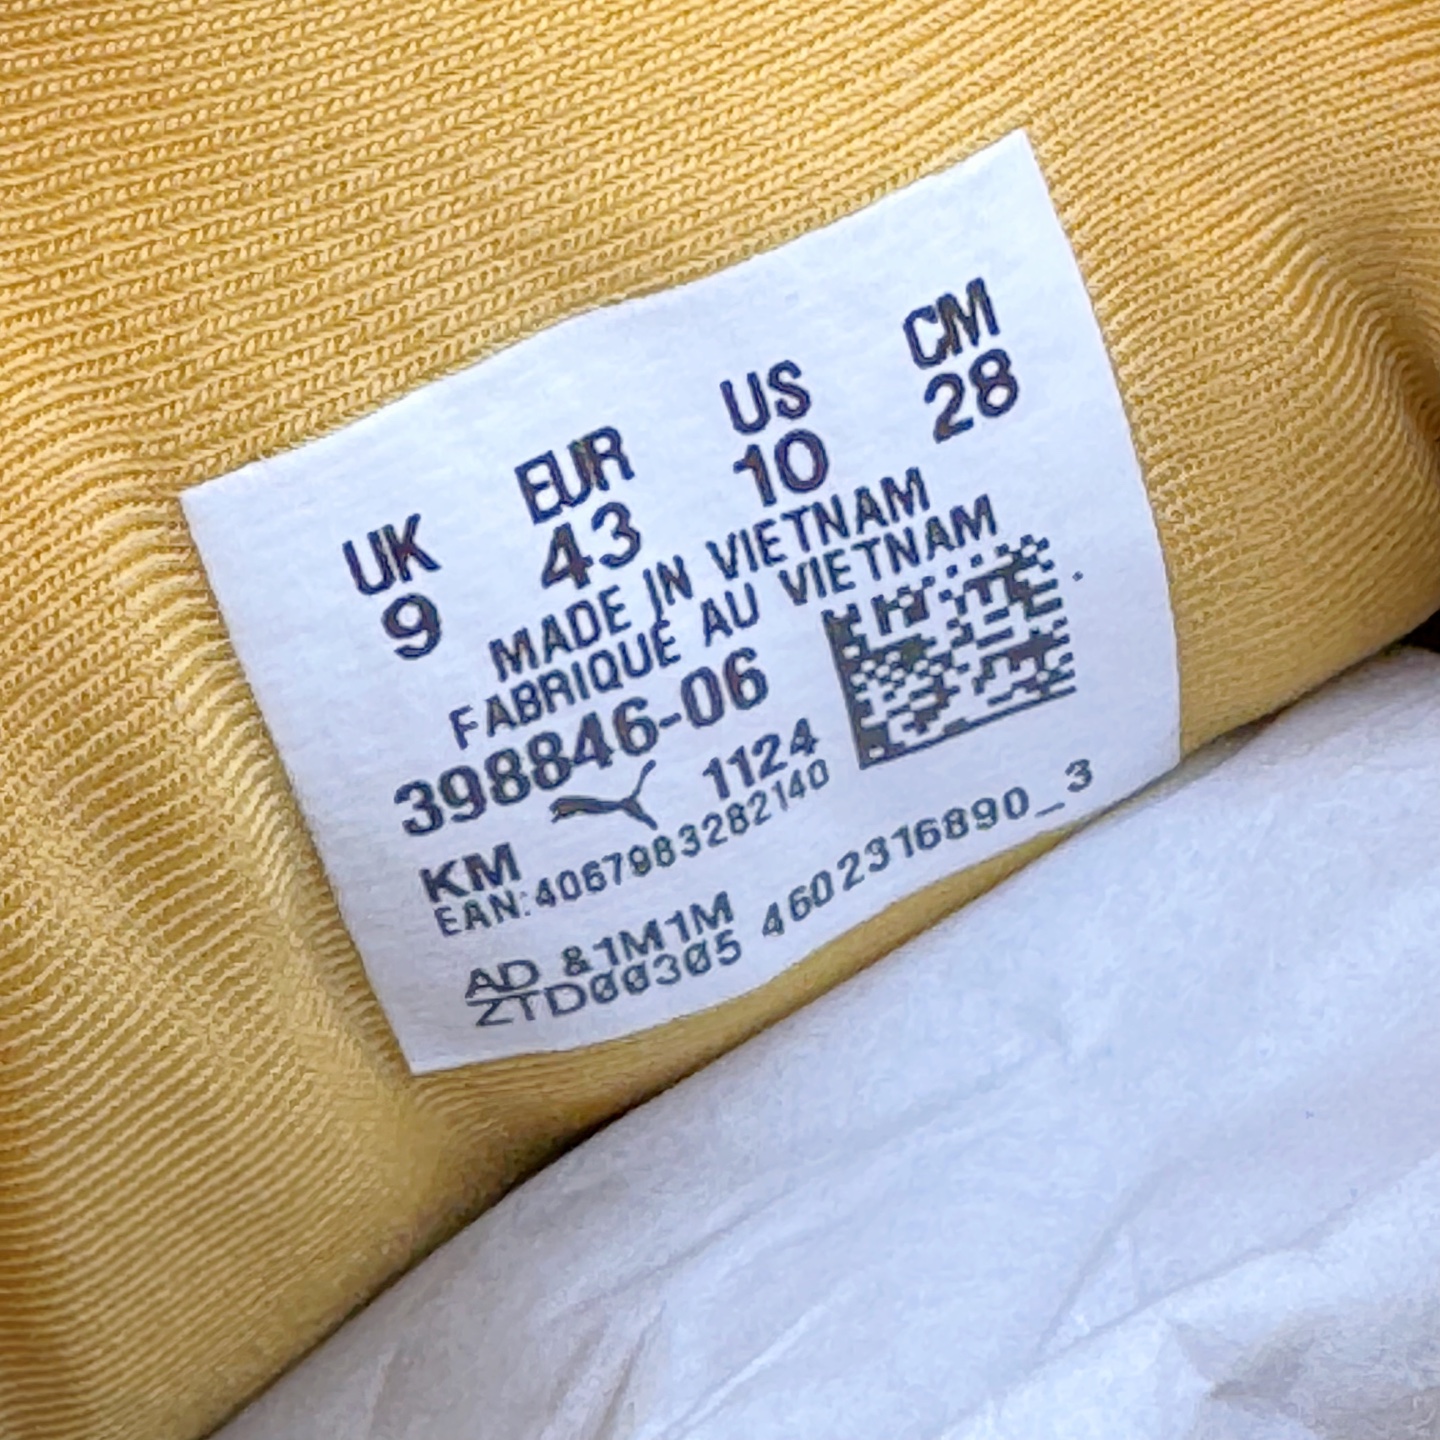 UK EUR US CM
9 43 10 28
MADE IN VIETNAM
FABRIQUÉ AU VIETNAM
398846-06
1124
KM
EAN:4067983282140
AD &1M1M
ZTD00305 4602316890_3